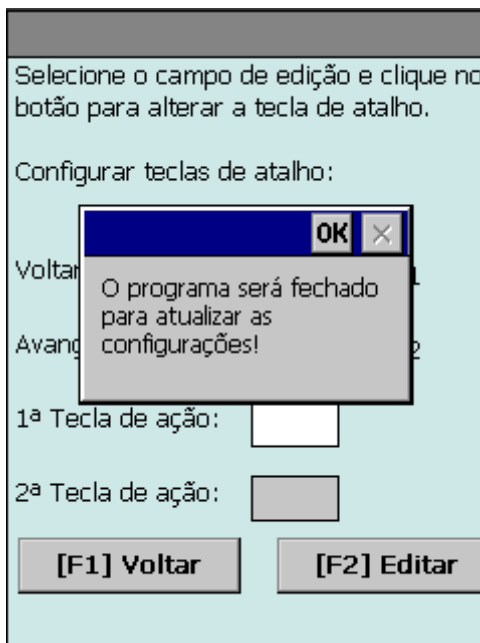 Selecione o campo de edição e clique no
botão para alterar a tecla de atalho.
Configurar teclas de atalho:
OK
Voltar
O programa será fechado
para atualizar as
configurações!
1ª Tecla de ação:
2ª Tecla de ação:
[F1] Voltar
[F2] Editar